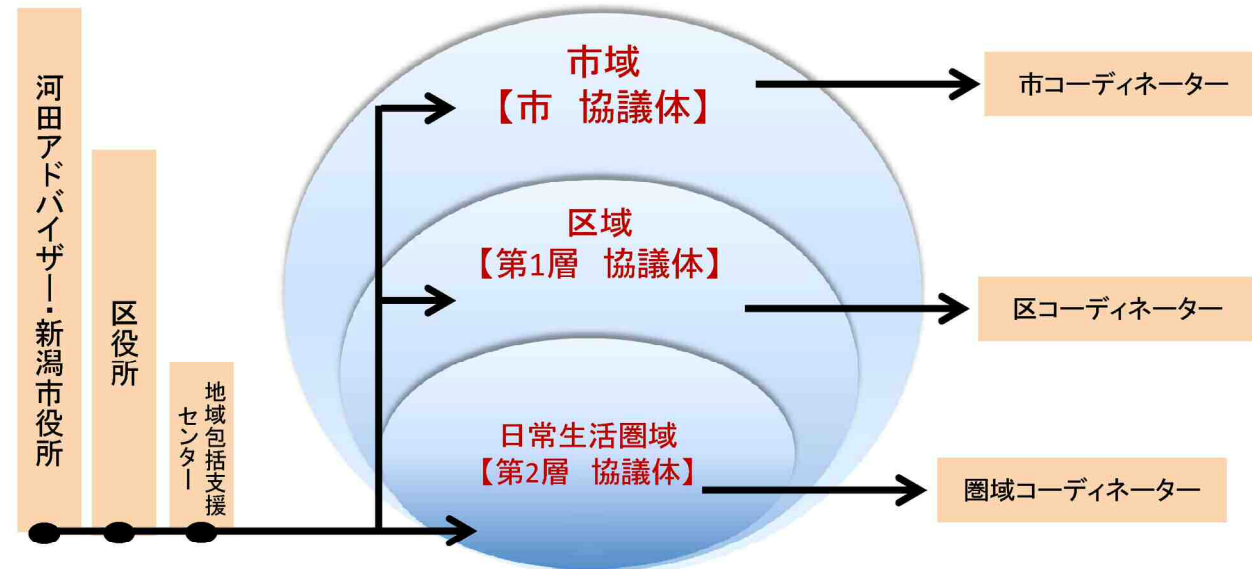 河田アドバイザー・新潟市役所
区役所
地域包括支援
センター
市域
【市　協議体】
区域
【第1層　協議体】
日常生活圏域
【第2層　協議体】
市コーディネーター
区コーディネーター
圏域コーディネーター